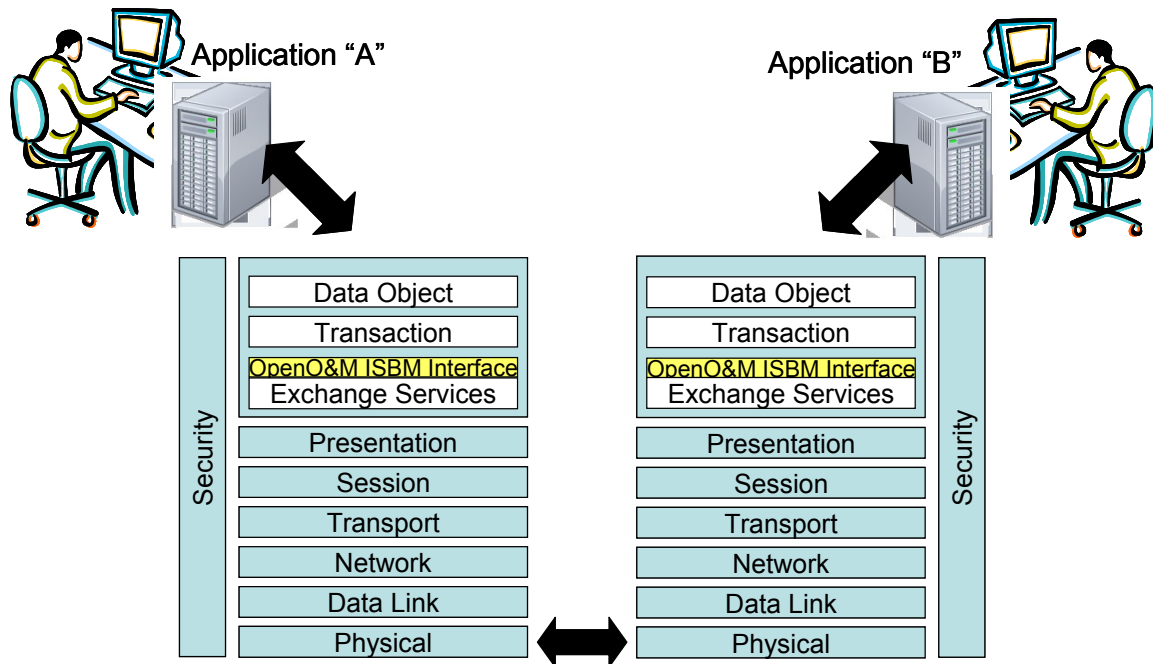 Application “A”
Application “B”
Security
Data Object
Transaction
OpenO&M ISBM Interface
Exchange Services
Presentation
Session
Transport
Network
Data Link
Physical
Data Object
Transaction
OpenO&M ISBM Interface
Exchange Services
Presentation
Session
Transport
Network
Data Link
Physical
Security